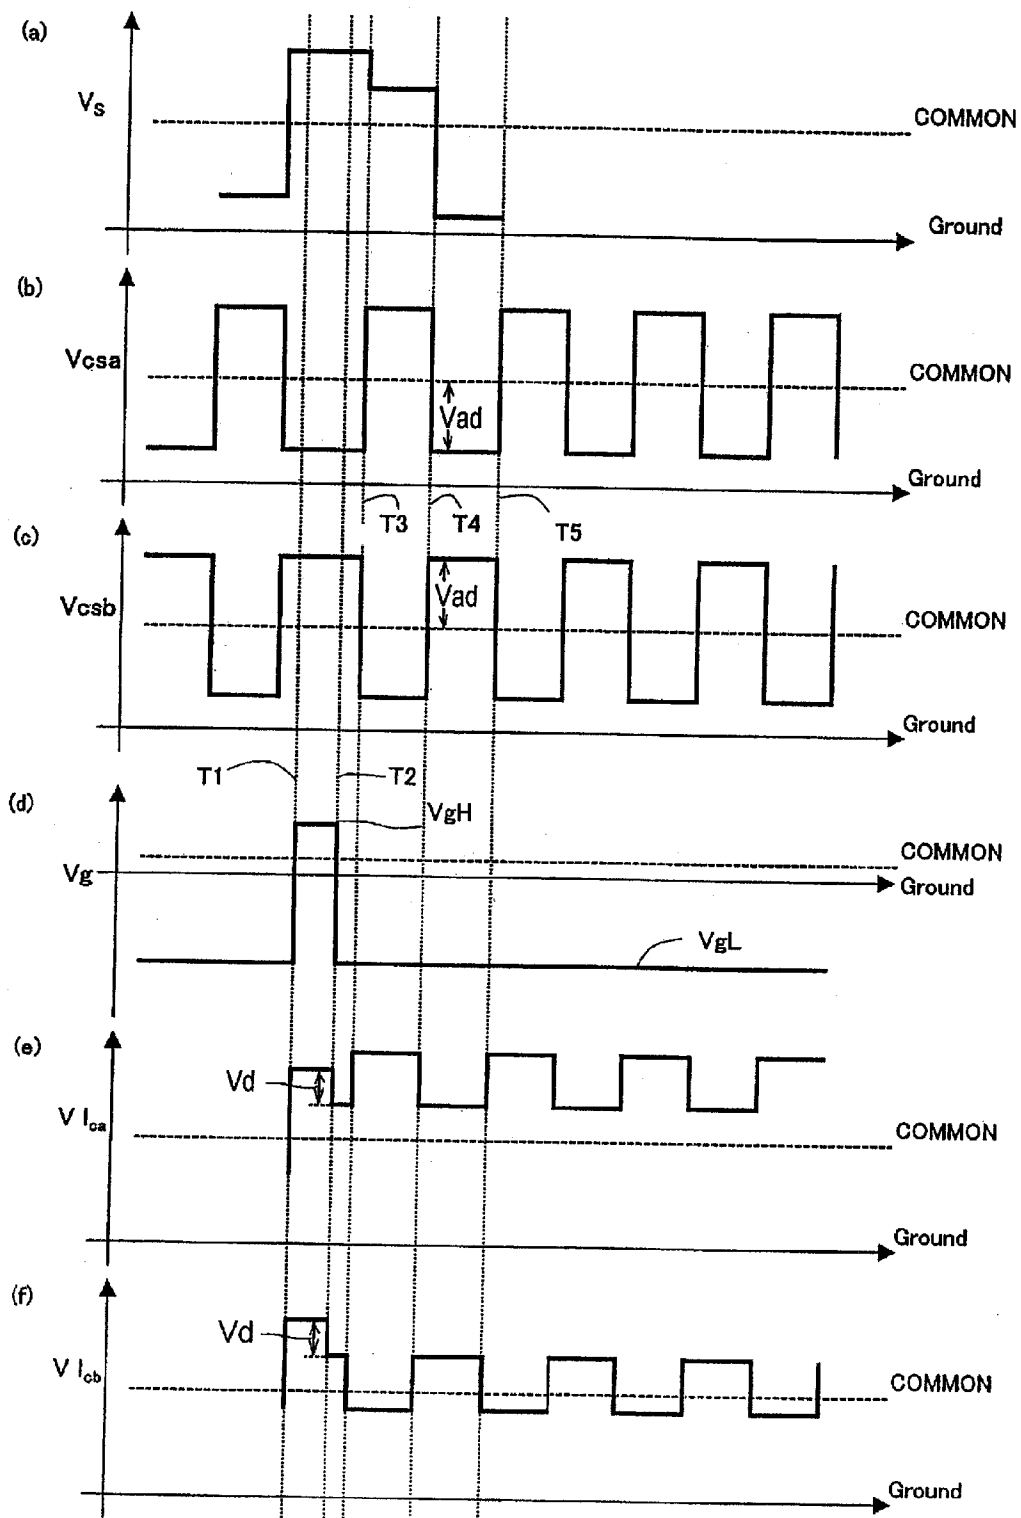 (a)
Vs
COMMON
Ground
(b)
Vcsa
COMMON
Vad
Ground
T3
T4
T5
(c)
Vcsb
Vad
COMMON
Ground
T1
T2
(d)
VgH
COMMON
Vg
Ground
VgL
(e)
Vd
V Ica
COMMON
Ground
(f)
Vd
V Icb
COMMON
Ground